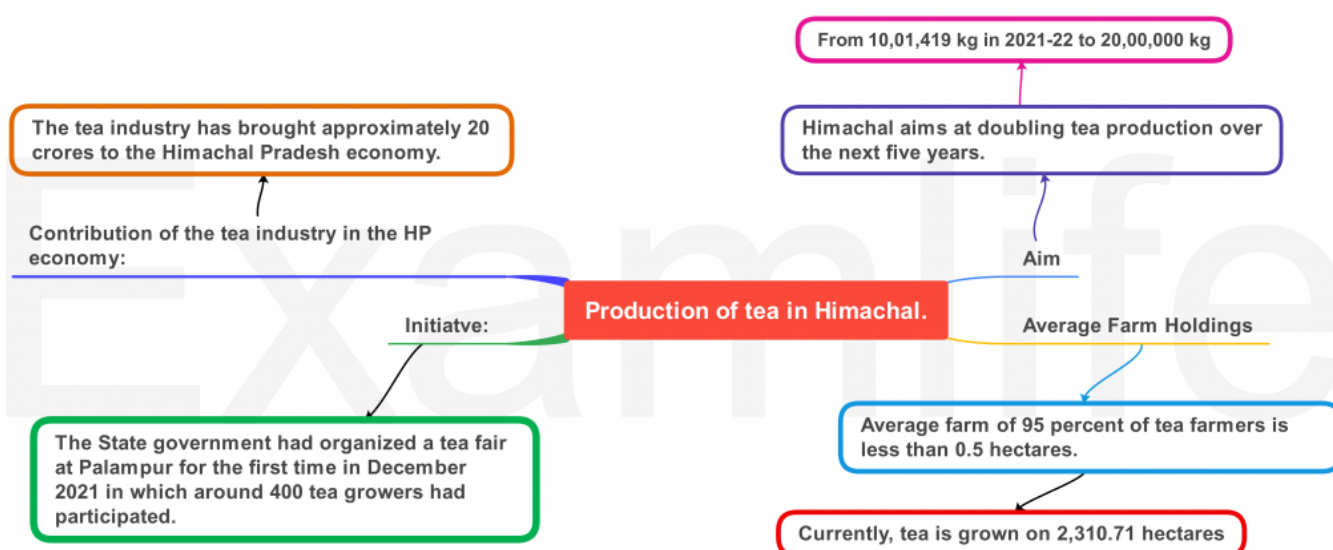 From 10,01,419 kg in 2021-22 to 20,00,000 kg
The tea industry has brought approximately 20
crores to the Himachal Pradesh economy.
Himachal aims at doubling tea production over
the next five years.
Contribution of the tea industry in the HP
economy:
Aim
Production of tea in Himachal.
Initiatve:
Average Farm Holdings
The State government had organized a tea fair
at Palampur for the first time in December
2021 in which around 400 tea growers had
participated.
Average farm of 95 percent of tea farmers is
less than 0.5 hectares.
Currently, tea is grown on 2,310.71 hectares
Examlife